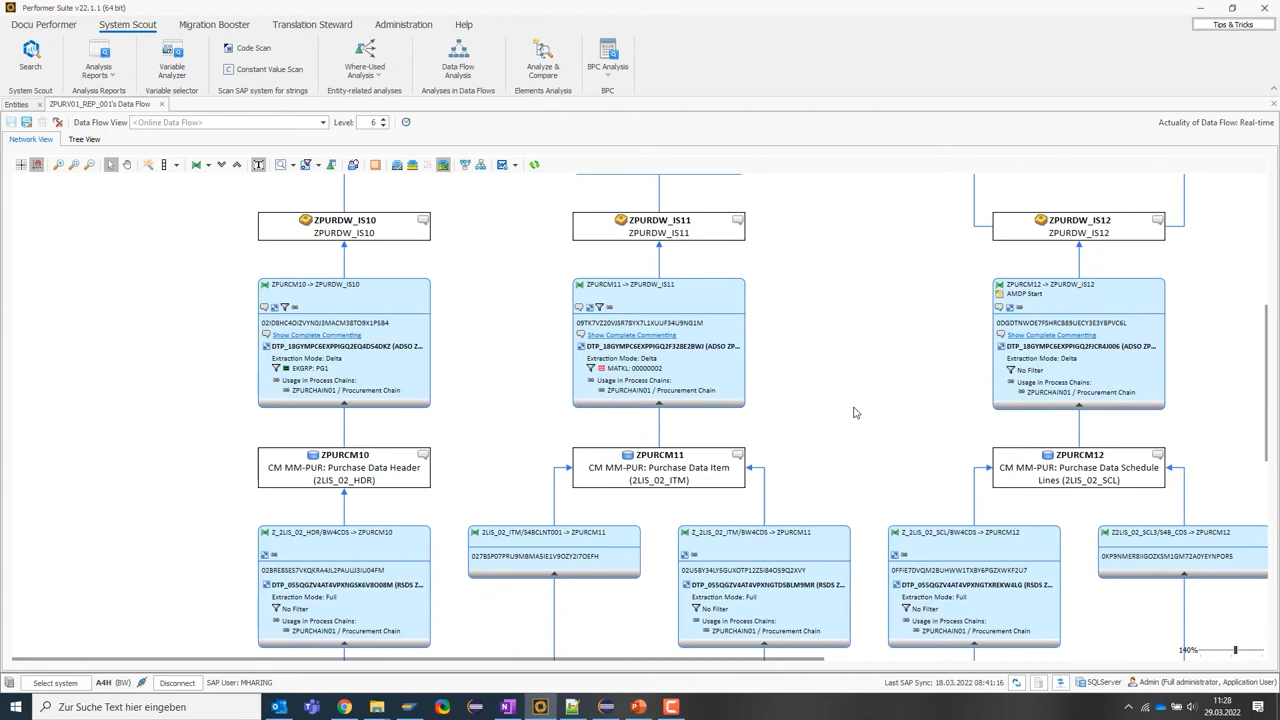 Performer Suite v22.1.1 (64 bit)
Docu Performer System Scout Migration Booster Translation Steward Administration Help
Tips & Tricks
Search
Analysis Reports
Variable Analyzer
Code Scan
Constant Value Scan
Where-Used Analysis
Data Flow Analysis
Analyze & Compare
BPC Analysis
System Scout Analysis Reports Variable selector Scan SAP system for strings Entity-related analyses Analyses in Data Flows Elements Analysis BPC
Entities ZPURV01_REP_001's Data Flow
Data Flow View <Online Data Flow> Level: 6
Actuality of Data Flow: Real-time
Network View Tree View
ZPURDW_IS10
ZPURDW_IS10
ZPURDW_IS11
ZPURDW_IS11
ZPURDW_IS12
ZPURDW_IS12
ZPURCM10 -> ZPURDW_IS10
Show Complete Commenting
Extraction Mode: Delta
EKGRP: PG1
Usage in Process Chains:
ZPURCHAIN01 / Procurement Chain
ZPURCM11 -> ZPURDW_IS11
Show Complete Commenting
Extraction Mode: Delta
MATKL: 00000002
Usage in Process Chains:
ZPURCHAIN01 / Procurement Chain
ZPURCM12 -> ZPURDW_IS12
AMDP Start
Show Complete Commenting
Extraction Mode: Delta
No Filter
Usage in Process Chains:
ZPURCHAIN01 / Procurement Chain
ZPURCM10
CM MM-PUR: Purchase Data Header
(2LIS_02_HDR)
ZPURCM11
CM MM-PUR: Purchase Data Item
(2LIS_02_ITM)
ZPURCM12
CM MM-PUR: Purchase Data Schedule
Lines (2LIS_02_SCL)
Z_2LIS_02_HDR/BW4CDS -> ZPURCM10
Extraction Mode: Full
No Filter
Usage in Process Chains:
ZPURCHAIN01 / Procurement Chain
2LIS_02_ITM/S4BCLNT001 -> ZPURCM11
Z_2LIS_02_ITM/BW4CDS -> ZPURCM11
Extraction Mode: Full
No Filter
Usage in Process Chains:
ZPURCHAIN01 / Procurement Chain
Z_2LIS_02_SCL/BW4CDS -> ZPURCM12
Extraction Mode: Full
No Filter
Usage in Process Chains:
ZPURCHAIN01 / Procurement Chain
Z2LIS_02_SCL3/S4B_CDS -> ZPURCM12
140%
Select system A4H (BW) Disconnect SAP User: MHARING
Last SAP Sync: 18.03.2022 08:41:16 SQLServer Admin (Full administrator, Application User)
Zur Suche Text hier eingeben
11:28
29.03.2022